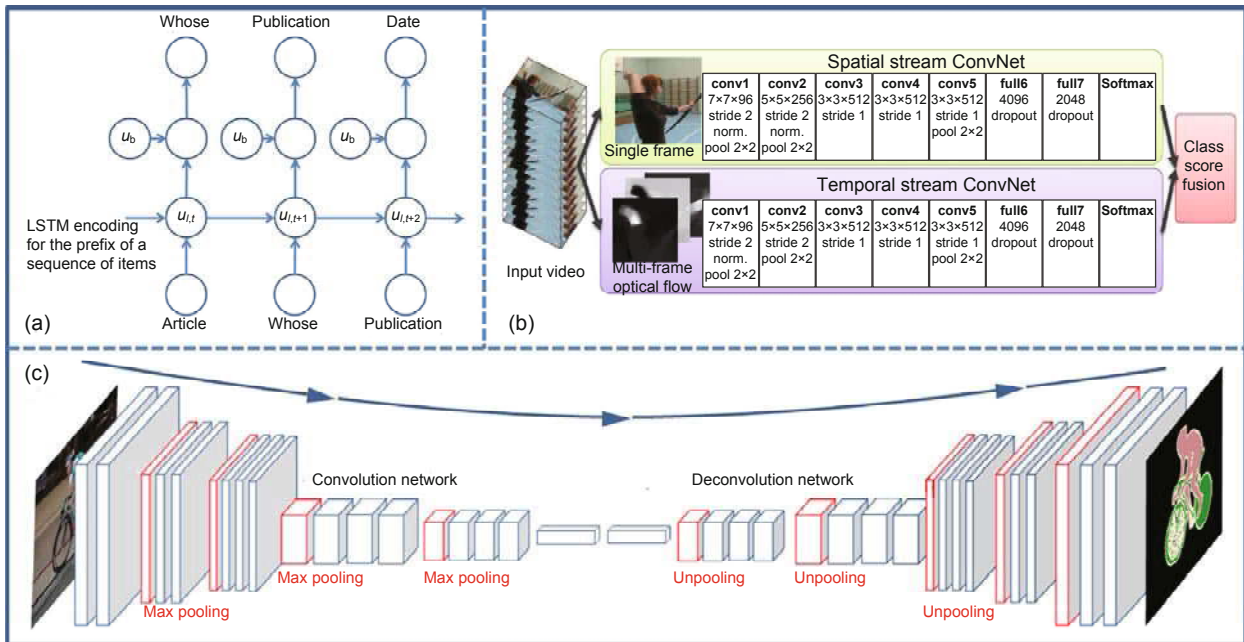 Whose Publication Date
u_b u_b u_b
u_{l,t} u_{l,t+1} u_{l,t+2}
LSTM encoding
for the prefix of a
sequence of items
Article Whose Publication
(a)
Spatial stream ConvNet
conv1 conv2 conv3 conv4 conv5 full6 full7 Softmax
7×7×96 5×5×256 3×3×512 3×3×512 3×3×512 4096 2048
stride 2 stride 2 stride 1 stride 1 stride 1 dropout dropout
norm. norm. pool 2×2
pool 2×2 pool 2×2
Single frame
Temporal stream ConvNet
conv1 conv2 conv3 conv4 conv5 full6 full7 Softmax
7×7×96 5×5×256 3×3×512 3×3×512 3×3×512 4096 2048
stride 2 stride 2 stride 1 stride 1 stride 1 dropout dropout
norm. pool 2×2 pool 2×2
pool 2×2
Multi-frame
optical flow
Input video
Class
score
fusion
(b)
(c)
Convolution network
Deconvolution network
Max pooling
Max pooling
Max pooling
Unpooling
Unpooling
Unpooling